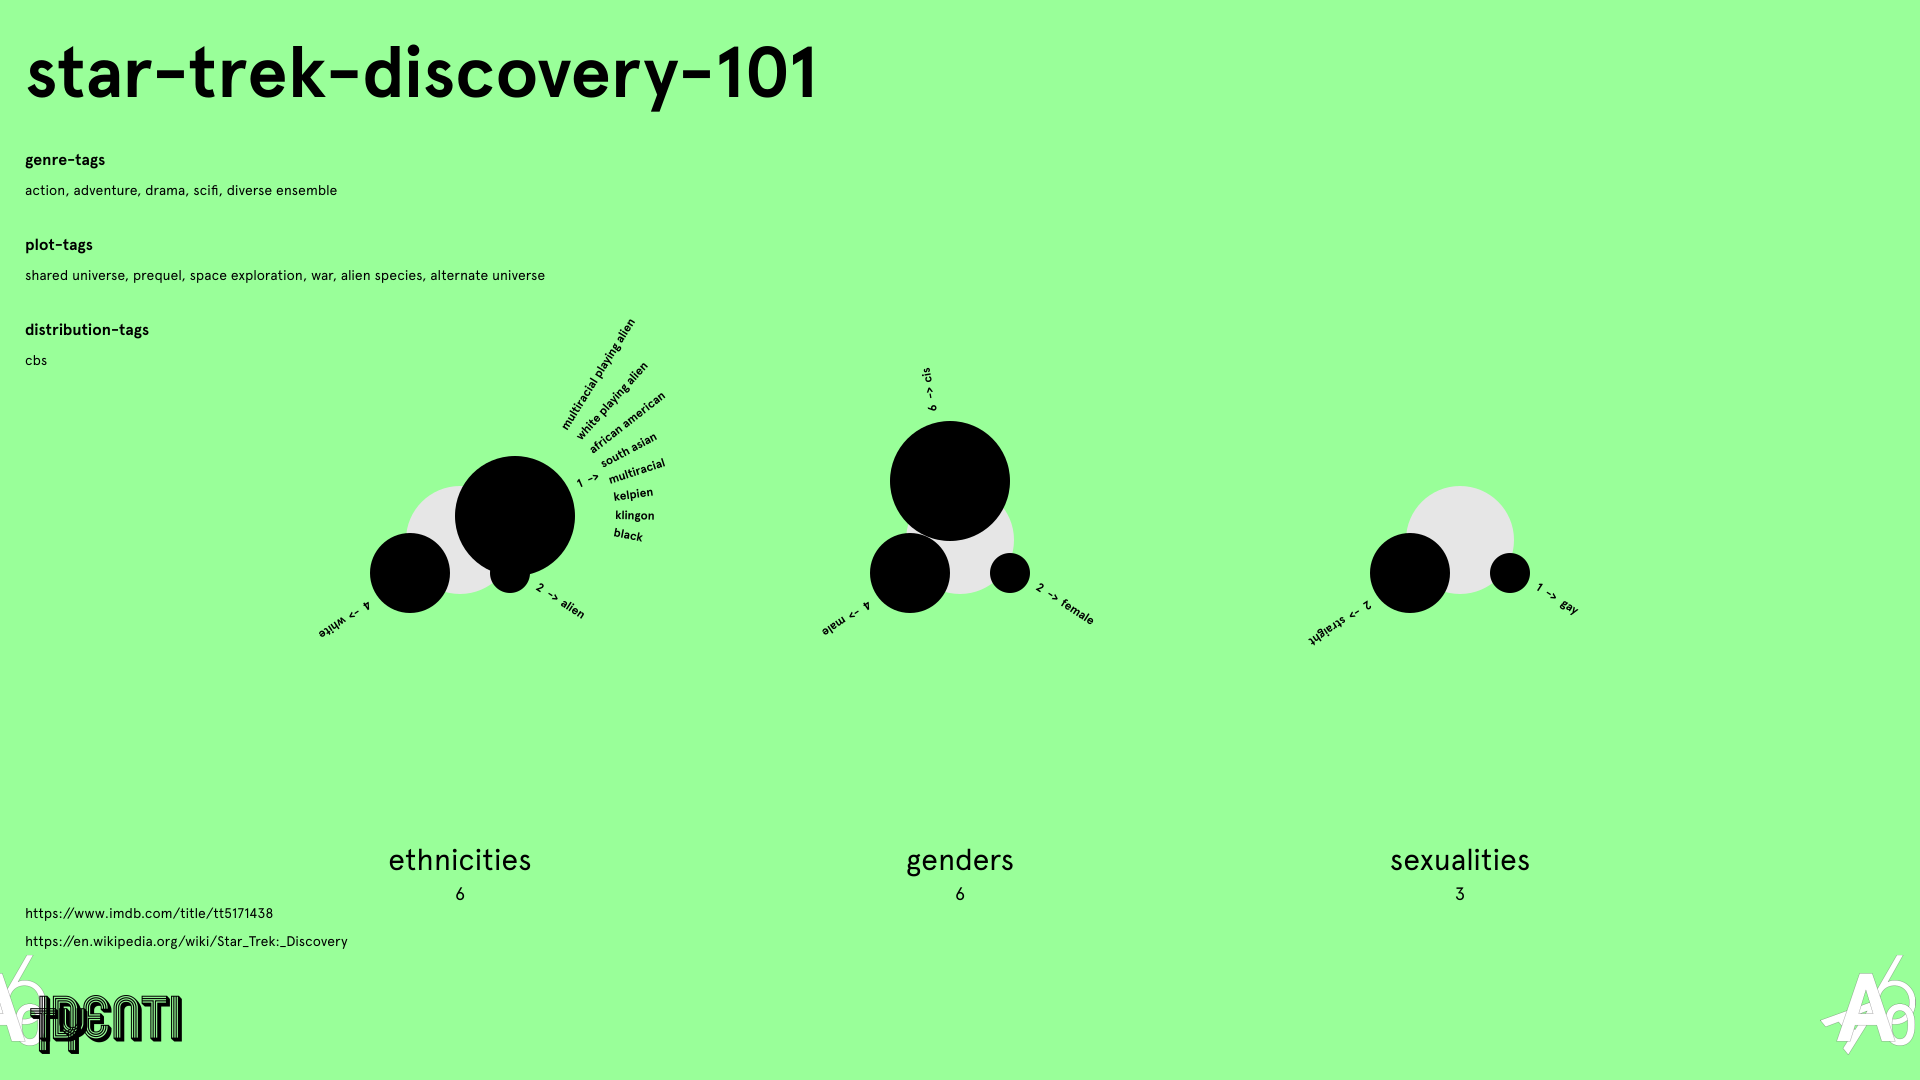 star-trek-discovery-101
genre-tags
action, adventure, drama, scifi, diverse ensemble
plot-tags
shared universe, prequel, space exploration, war, alien species, alternate universe
distribution-tags
cbs
multiracial playing alien
white playing alien
african american
south asian
1 -> multiracial
kelpien
klingon
black
2 -> alien
4 -> white
6 -> cis
4 -> male
2 -> female
2 -> straight
1 -> gay
ethnicities
6
genders
6
sexualities
3
https://www.imdb.com/title/tt5171438
https://en.wikipedia.org/wiki/Star_Trek:_Discovery
IDENTI